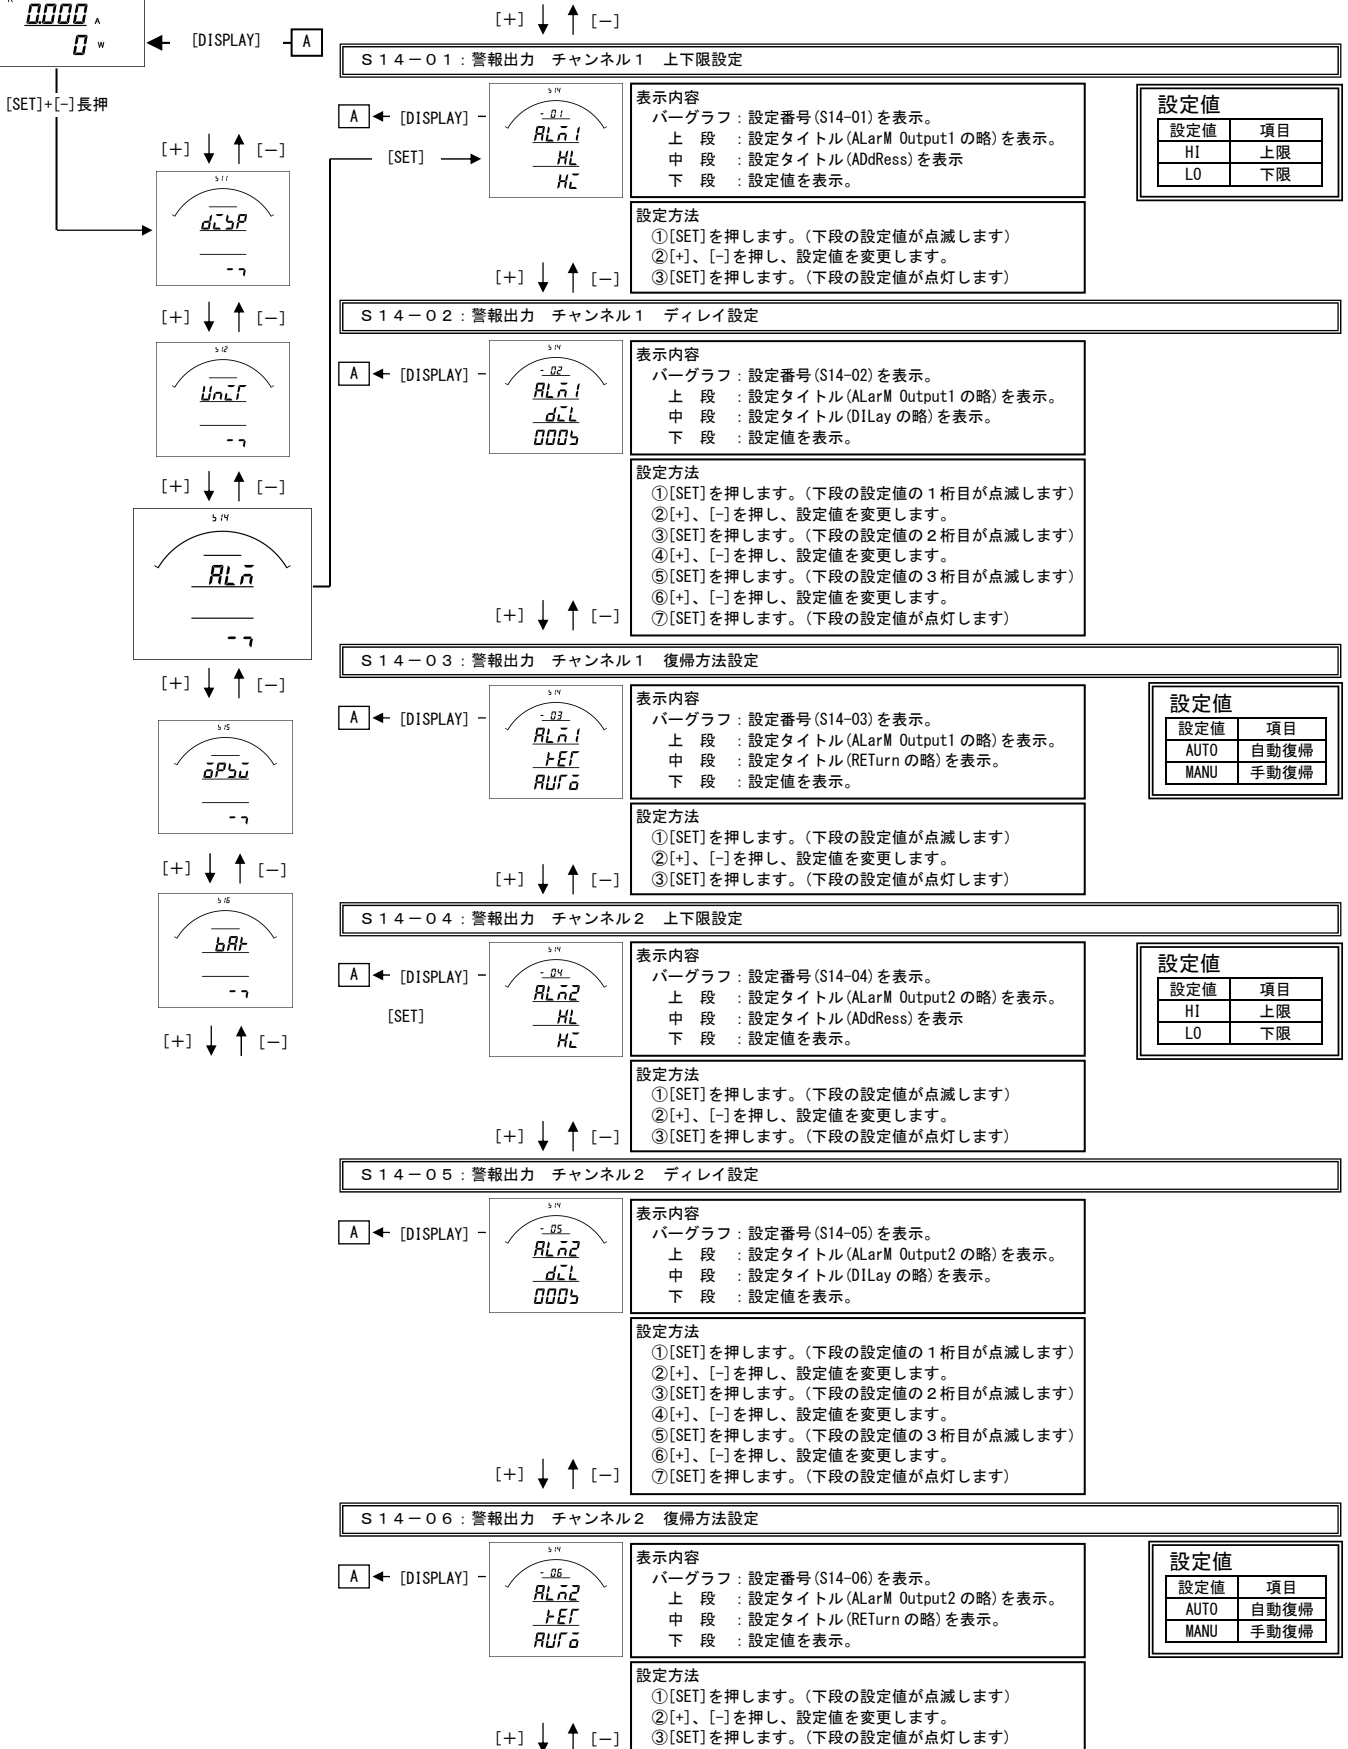 0.000 A
0 W
[DISPLAY] A
[SET]+[-]長押
[+] [−]
S11
dISP
[+] [−]
S12
UnIT
[+] [−]
S14
ALM
[+] [−]
S15
OPSU
[+] [−]
S16
bAR
[+] [−]
[+] [−]
S14−01:警報出力 チャンネル1 上下限設定
A [DISPLAY]
[SET]
S14
-01
ALM1
HL
HI
表示内容
バーグラフ:設定番号(S14-01)を表示。
上 段 :設定タイトル(ALarM Output1の略)を表示。
中 段 :設定タイトル(ADdRess)を表示
下 段 :設定値を表示。
設定値
設定値 項目
HI 上限
LO 下限
設定方法
①[SET]を押します。(下段の設定値が点滅します)
②[+]、[-]を押し、設定値を変更します。
③[SET]を押します。(下段の設定値が点灯します)
[+] [−]
S14−02:警報出力 チャンネル1 ディレイ設定
A [DISPLAY]
S14
-02
ALM1
dIL
000S
表示内容
バーグラフ:設定番号(S14-02)を表示。
上 段 :設定タイトル(ALarM Output1の略)を表示。
中 段 :設定タイトル(DILayの略)を表示。
下 段 :設定値を表示。
設定方法
①[SET]を押します。(下段の設定値の1桁目が点滅します)
②[+]、[-]を押し、設定値を変更します。
③[SET]を押します。(下段の設定値の2桁目が点滅します)
④[+]、[-]を押し、設定値を変更します。
⑤[SET]を押します。(下段の設定値の3桁目が点滅します)
⑥[+]、[-]を押し、設定値を変更します。
⑦[SET]を押します。(下段の設定値が点灯します)
[+] [−]
S14−03:警報出力 チャンネル1 復帰方法設定
A [DISPLAY]
S14
-03
ALM1
RET
AUTO
表示内容
バーグラフ:設定番号(S14-03)を表示。
上 段 :設定タイトル(ALarM Output1の略)を表示。
中 段 :設定タイトル(RETurnの略)を表示。
下 段 :設定値を表示。
設定値
設定値 項目
AUTO 自動復帰
MANU 手動復帰
設定方法
①[SET]を押します。(下段の設定値が点滅します)
②[+]、[-]を押し、設定値を変更します。
③[SET]を押します。(下段の設定値が点灯します)
[+] [−]
S14−04:警報出力 チャンネル2 上下限設定
A [DISPLAY]
[SET]
S14
-04
ALM2
HL
HI
表示内容
バーグラフ:設定番号(S14-04)を表示。
上 段 :設定タイトル(ALarM Output2の略)を表示。
中 段 :設定タイトル(ADdRess)を表示
下 段 :設定値を表示。
設定値
設定値 項目
HI 上限
LO 下限
設定方法
①[SET]を押します。(下段の設定値が点滅します)
②[+]、[-]を押し、設定値を変更します。
③[SET]を押します。(下段の設定値が点灯します)
[+] [−]
S14−05:警報出力 チャンネル2 ディレイ設定
A [DISPLAY]
S14
-05
ALM2
dIL
000S
表示内容
バーグラフ:設定番号(S14-05)を表示。
上 段 :設定タイトル(ALarM Output2の略)を表示。
中 段 :設定タイトル(DILayの略)を表示。
下 段 :設定値を表示。
設定方法
①[SET]を押します。(下段の設定値の1桁目が点滅します)
②[+]、[-]を押し、設定値を変更します。
③[SET]を押します。(下段の設定値の2桁目が点滅します)
④[+]、[-]を押し、設定値を変更します。
⑤[SET]を押します。(下段の設定値の3桁目が点滅します)
⑥[+]、[-]を押し、設定値を変更します。
⑦[SET]を押します。(下段の設定値が点灯します)
[+] [−]
S14−06:警報出力 チャンネル2 復帰方法設定
A [DISPLAY]
S14
-06
ALM2
RET
AUTO
表示内容
バーグラフ:設定番号(S14-06)を表示。
上 段 :設定タイトル(ALarM Output2の略)を表示。
中 段 :設定タイトル(RETurnの略)を表示。
下 段 :設定値を表示。
設定値
設定値 項目
AUTO 自動復帰
MANU 手動復帰
設定方法
①[SET]を押します。(下段の設定値が点滅します)
②[+]、[-]を押し、設定値を変更します。
③[SET]を押します。(下段の設定値が点灯します)
[+] [−]